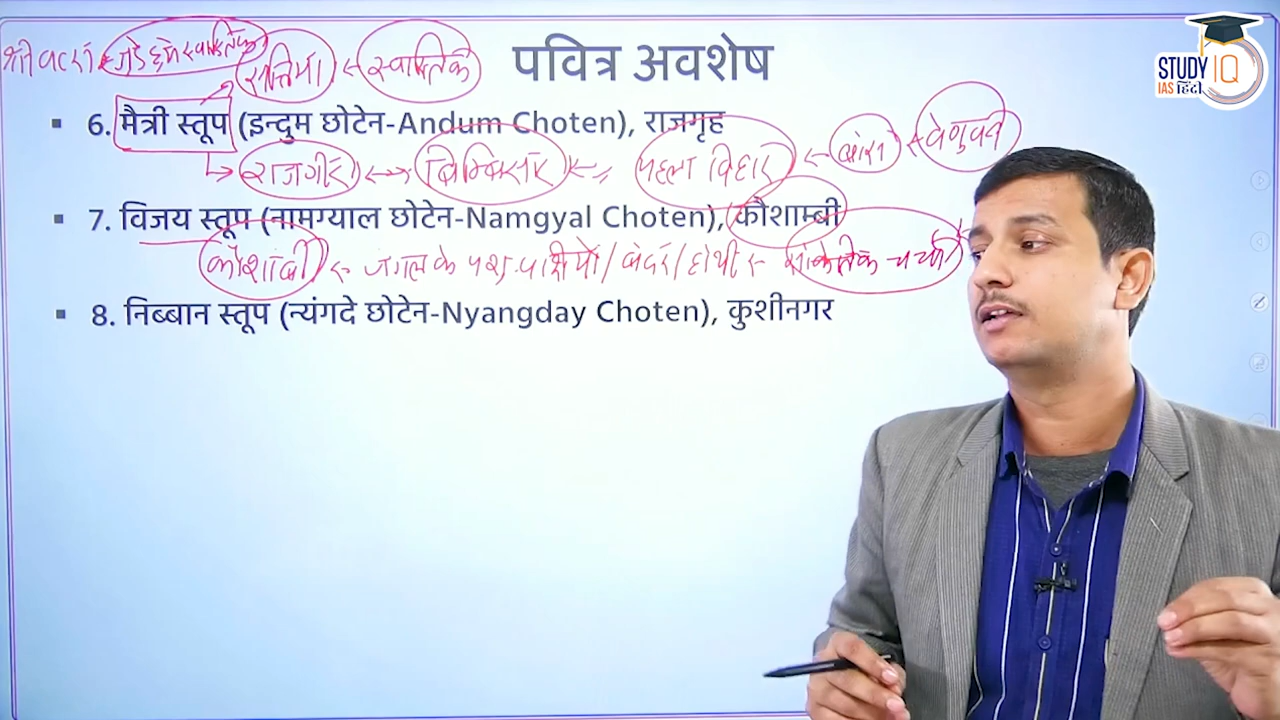 STUDY IQ
IAS हिंदी
पवित्र अवशेष
स्वास्तिक
6. मैत्री स्तूप (इन्दुम छोटेन-Andum Choten), राजगृह
राजगीर बिम्बिसार पहला विहार बांस वेणुवन
7. विजय स्तूप (नामग्याल छोटेन-Namgyal Choten), कौशाम्बी
कौशांबी जंगल के पशु-पक्षियों/बंदर/हाथी
8. निब्बान स्तूप (न्यंगदे छोटेन-Nyangday Choten), कुशीनगर